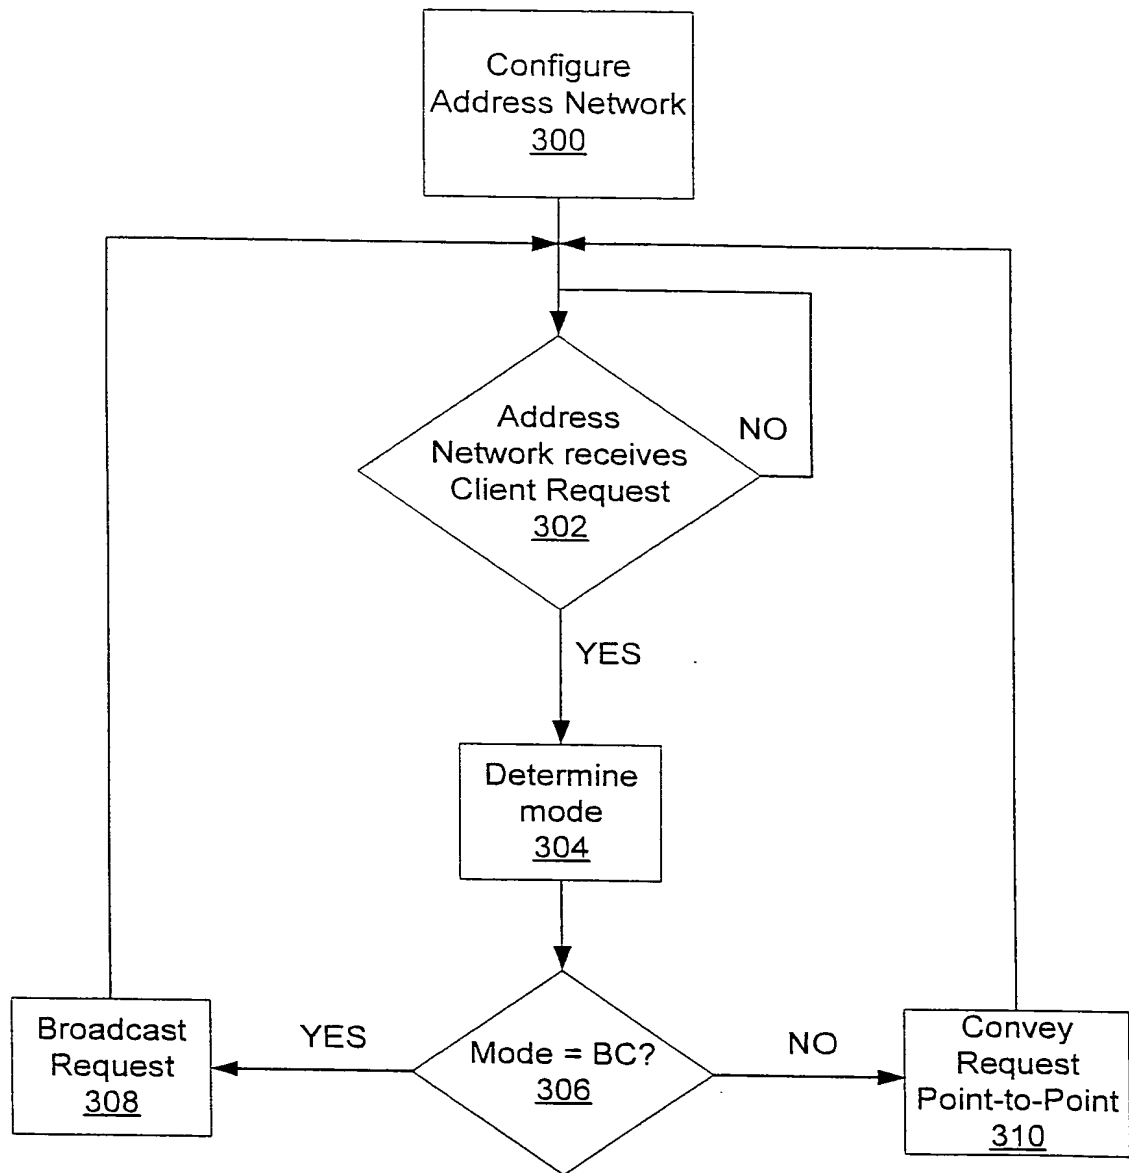 Configure
Address Network
300
Address
Network receives
Client Request
302
NO
YES
Determine
mode
304
Mode = BC?
306
YES
NO
Broadcast
Request
308
Convey
Request
Point-to-Point
310